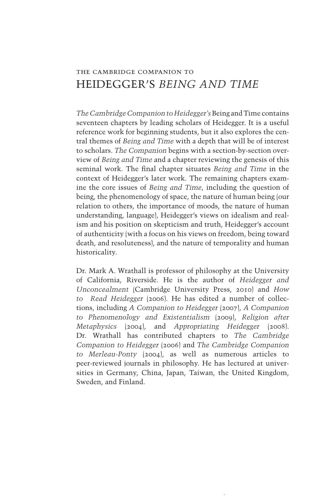 THE CAMBRIDGE COMPANION TO
HEIDEGGER'S BEING AND TIME
The Cambridge Companion to Heidegger's Being and Time contains
seventeen chapters by leading scholars of Heidegger. It is a useful
reference work for beginning students, but it also explores the cen-
tral themes of Being and Time with a depth that will be of interest
to scholars. The Companion begins with a section-by-section over-
view of Being and Time and a chapter reviewing the genesis of this
seminal work. The final chapter situates Being and Time in the
context of Heidegger's later work. The remaining chapters exam-
ine the core issues of Being and Time, including the question of
being, the phenomenology of space, the nature of human being (our
relation to others, the importance of moods, the nature of human
understanding, language), Heidegger's views on idealism and real-
ism and his position on skepticism and truth, Heidegger's account
of authenticity (with a focus on his views on freedom, being toward
death, and resoluteness), and the nature of temporality and human
historicality.
Dr. Mark A. Wrathall is professor of philosophy at the University
of California, Riverside. He is the author of Heidegger and
Unconcealment (Cambridge University Press, 2010) and How
to Read Heidegger (2006). He has edited a number of collec-
tions, including A Companion to Heidegger (2007), A Companion
to Phenomenology and Existentialism (2009), Religion after
Metaphysics (2004), and Appropriating Heidegger (2008).
Dr. Wrathall has contributed chapters to The Cambridge
Companion to Heidegger (2006) and The Cambridge Companion
to Merleau-Ponty (2004), as well as numerous articles to
peer-reviewed journals in philosophy. He has lectured at univer-
sities in Germany, China, Japan, Taiwan, the United Kingdom,
Sweden, and Finland.